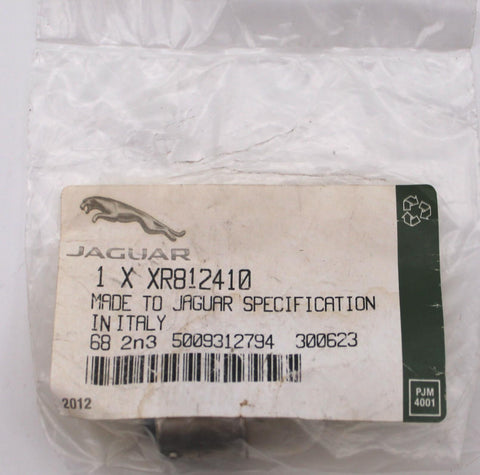 JAGUAR
1 X XR812410
MADE TO JAGUAR SPECIFICATION
IN ITALY
68 2n3 5009312794 300623
2012
PJM
4001